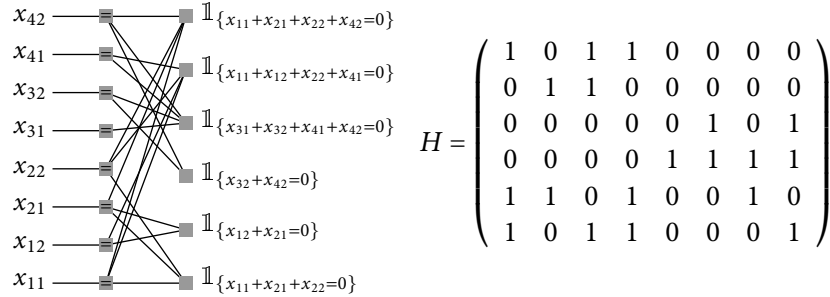 x₄₂ = 𝟙{x₁₁+x₂₁+x₂₂+x₄₂=0}
x₄₁ = 𝟙{x₁₁+x₁₂+x₂₂+x₄₁=0}
x₃₂ =
x₃₁ = 𝟙{x₃₁+x₃₂+x₄₁+x₄₂=0}
x₂₂ = 𝟙{x₃₂+x₄₂=0}
x₂₁ =
x₁₂ = 𝟙{x₁₂+x₂₁=0}
x₁₁ = 𝟙{x₁₁+x₂₁+x₂₂=0}
H =
1 0 1 1 0 0 0 0
0 1 1 0 0 0 0 0
0 0 0 0 0 1 0 1
0 0 0 0 1 1 1 1
1 1 0 1 0 0 1 0
1 0 1 1 0 0 0 1